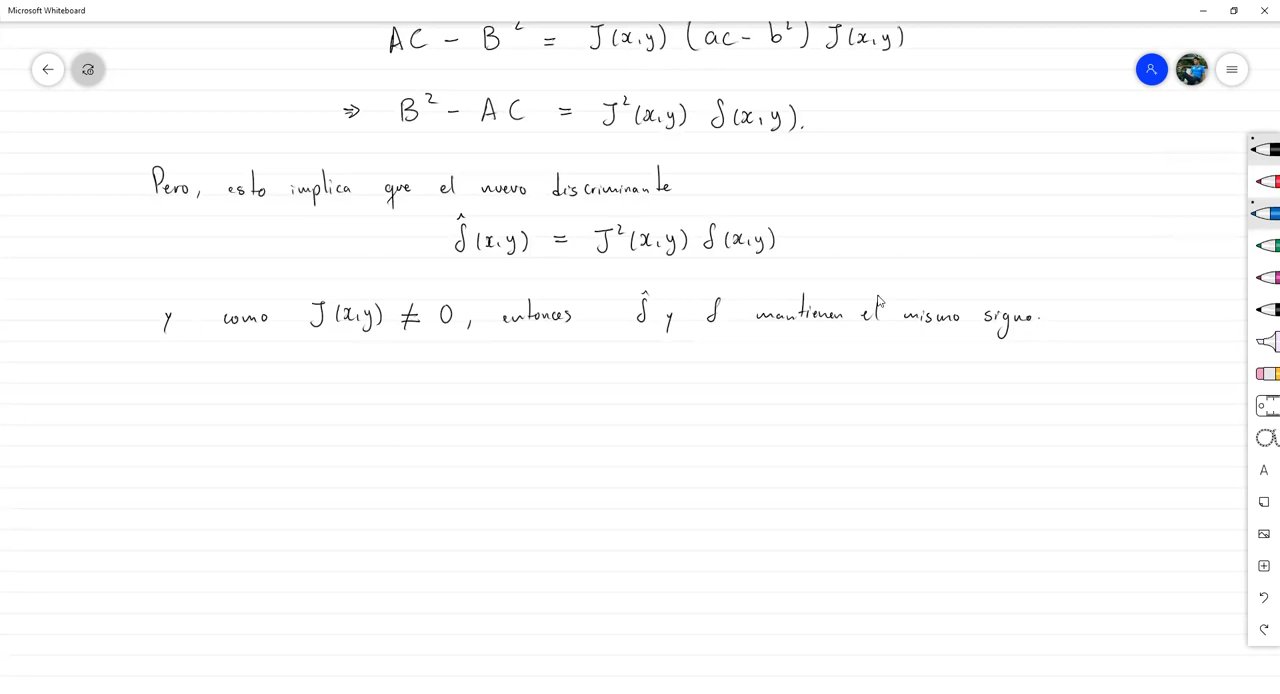 Microsoft Whiteboard
AC - B² = J(x,y) (ac - b²) J(x,y)
⇒ B² - AC = J²(x,y) δ(x,y).
Pero, esto implica que el nuevo discriminante
δ̂(x,y) = J²(x,y) δ(x,y)
y como J(x,y) ≠ 0, entonces δ̂ y δ mantienen el mismo signo.
A